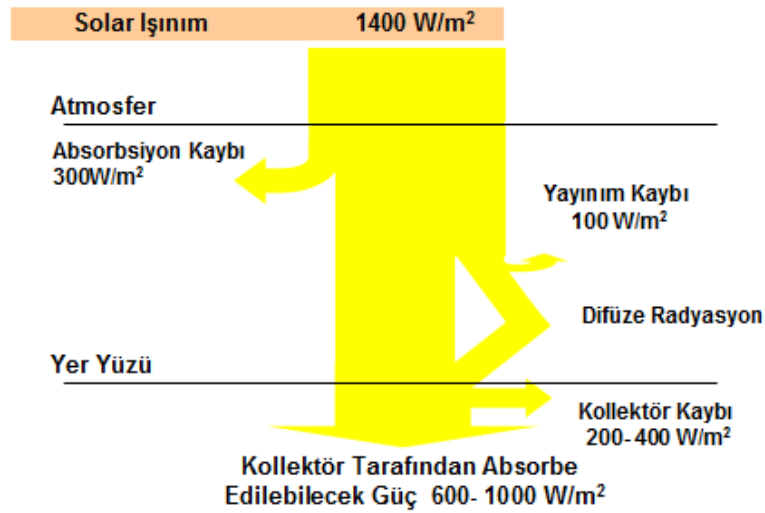 Solar Işınım 1400 W/m²
Atmosfer
Absorbsiyon Kaybı
300W/m²
Yayınım Kaybı
100 W/m²
Difüze Radyasyon
Yer Yüzü
Kollektör Kaybı
200- 400 W/m²
Kollektör Tarafından Absorbe
Edilebilecek Güç 600- 1000 W/m²